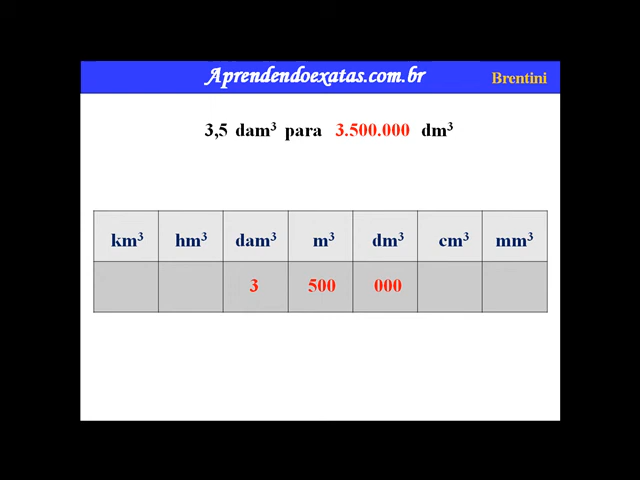 Aprendendoexatas.com.br
Brentini
3,5 dam³ para 3.500.000 dm³
km³ hm³ dam³ m³ dm³ cm³ mm³
3 500 000